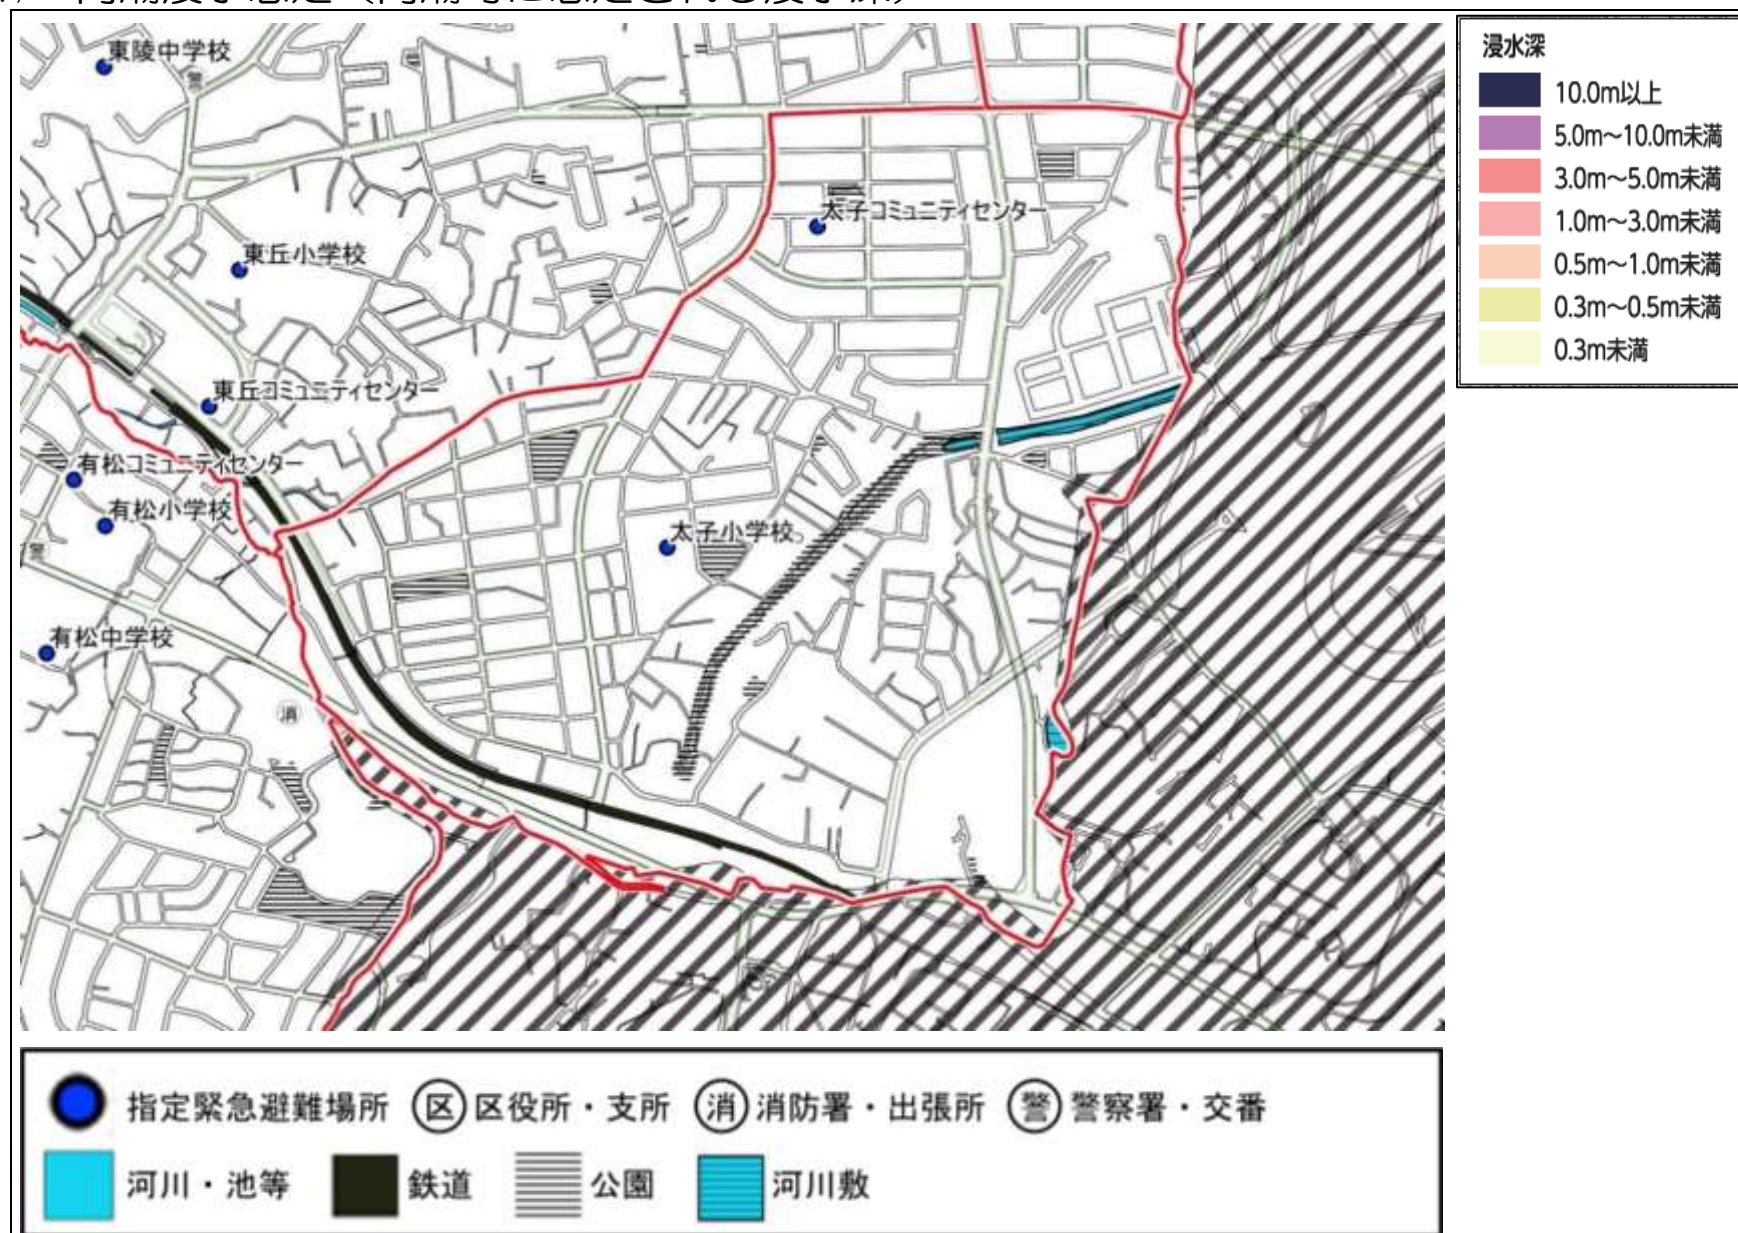 東陵中学校
警
太子コミュニティセンター
東丘小学校
東丘コミュニティセンター
有松コミュニティセンター
有松小学校
警
太子小学校
有松中学校
消
浸水深
10.0m以上
5.0m～10.0m未満
3.0m～5.0m未満
1.0m～3.0m未満
0.5m～1.0m未満
0.3m～0.5m未満
0.3m未満
指定緊急避難場所 区 区役所・支所 消 消防署・出張所 警 警察署・交番
河川・池等 鉄道 公園 河川敷